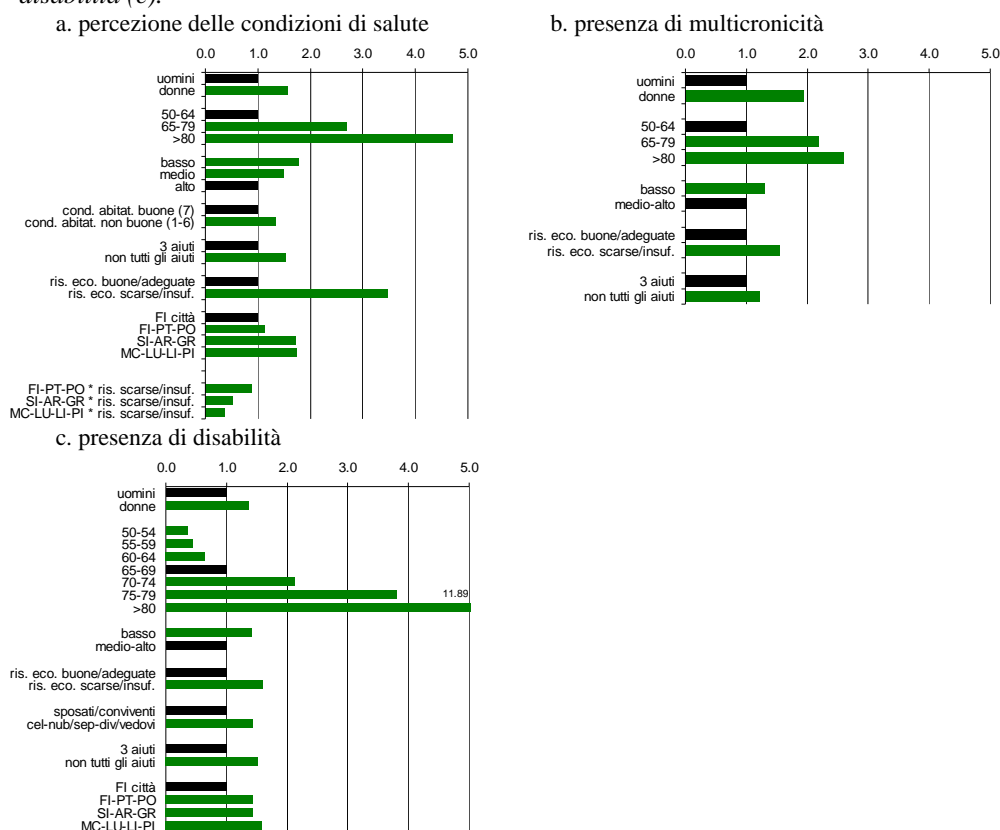 disabilità (c).
a. percezione delle condizioni di salute
0.0 1.0 2.0 3.0 4.0 5.0
uomini
donne
50-64
65-79
>80
basso
medio
alto
cond. abitat. buone (7)
cond. abitat. non buone (1-6)
3 aiuti
non tutti gli aiuti
ris. eco. buone/adeguate
ris. eco. scarse/insuf.
FI città
FI-PT-PO
SI-AR-GR
MC-LU-LI-PI
FI-PT-PO * ris. scarse/insuf.
SI-AR-GR * ris. scarse/insuf.
MC-LU-LI-PI * ris. scarse/insuf.
b. presenza di multicronicità
0.0 1.0 2.0 3.0 4.0 5.0
uomini
donne
50-64
65-79
>80
basso
medio-alto
ris. eco. buone/adeguate
ris. eco. scarse/insuf.
3 aiuti
non tutti gli aiuti
c. presenza di disabilità
0.0 1.0 2.0 3.0 4.0 5.0
uomini
donne
50-54
55-59
60-64
65-69
70-74
75-79
11.89
>80
basso
medio-alto
ris. eco. buone/adeguate
ris. eco. scarse/insuf.
sposati/conviventi
cel-nub/sep-div/vedovi
3 aiuti
non tutti gli aiuti
FI città
FI-PT-PO
SI-AR-GR
MC-LU-LI-PI